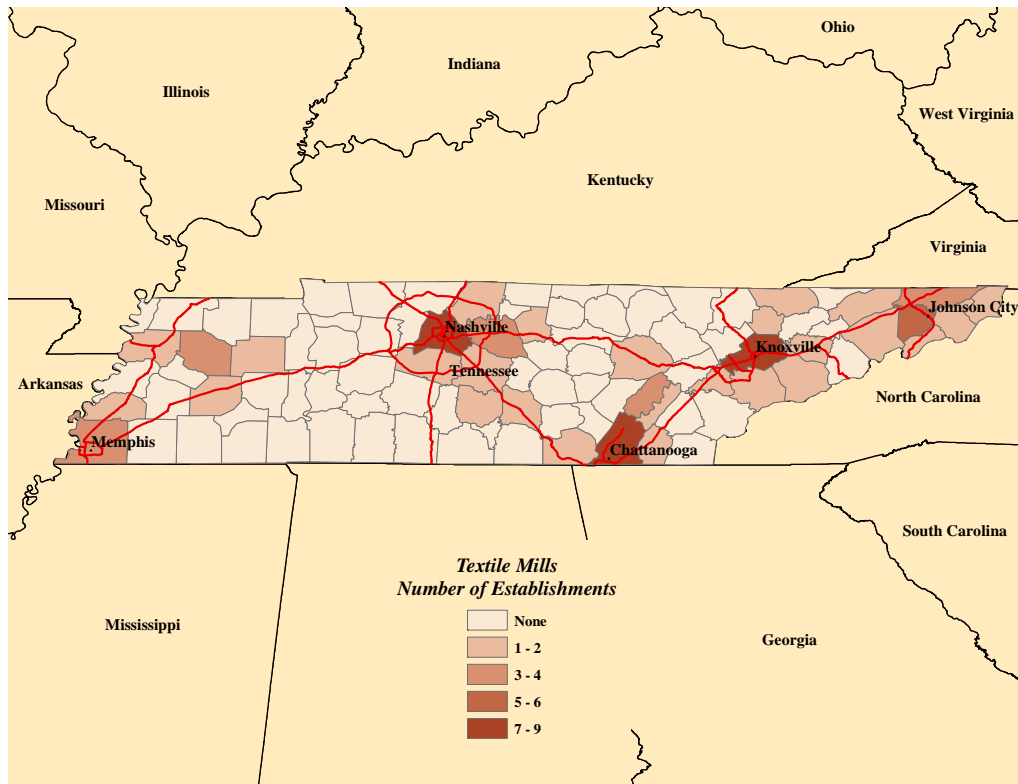 Ohio
Indiana
Illinois
West Virginia
Kentucky
Missouri
Virginia
Johnson City
Nashville
Knoxville
Tennessee
Arkansas
North Carolina
Memphis
Chattanooga
South Carolina
Textile Mills
Number of Establishments
None
1 - 2
3 - 4
5 - 6
7 - 9
Mississippi
Georgia